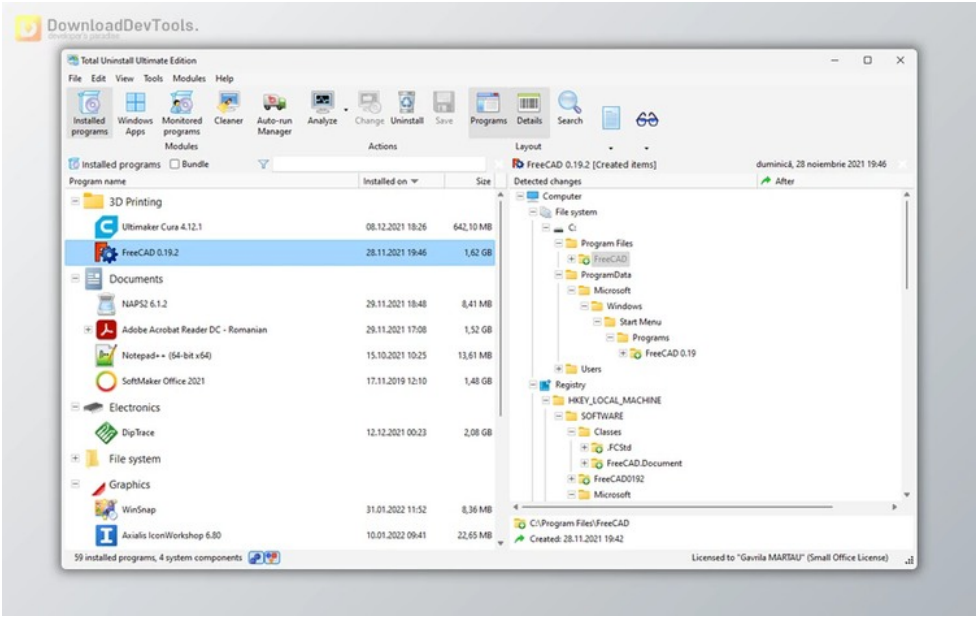 DownloadDevTools.
developer's paradise
Total Uninstall Ultimate Edition
File Edit View Tools Modules Help
Installed programs
Windows Apps
Monitored programs
Cleaner
Auto-run Manager
Analyze
Change
Uninstall
Save
Programs
Details
Search
Modules
Actions
Layout
Installed programs Bundle
Program name Installed on Size
3D Printing
Ultimaker Cura 4.12.1 08.12.2021 18:26 642,10 MB
FreeCAD 0.19.2 28.11.2021 19:46 1,62 GB
Documents
NAPS2 6.1.2 29.11.2021 18:48 8,41 MB
Adobe Acrobat Reader DC - Romanian 29.11.2021 17:08 1,52 GB
Notepad++ (64-bit x64) 15.10.2021 10:25 13,61 MB
SoftMaker Office 2021 17.11.2019 12:10 1,48 GB
Electronics
DipTrace 12.12.2021 00:23 2,08 GB
File system
Graphics
WinSnap 31.01.2022 11:52 8,36 MB
Axialis IconWorkshop 6.80 10.01.2022 09:41 22,65 MB
59 installed programs, 4 system components
FreeCAD 0.19.2 [Created items] duminică, 28 noiembrie 2021 19:46
Detected changes After
Computer
File system
C:
Program Files
FreeCAD
ProgramData
Microsoft
Windows
Start Menu
Programs
FreeCAD 0.19
Users
Registry
HKEY_LOCAL_MACHINE
SOFTWARE
Classes
.FCStd
FreeCAD.Document
FreeCAD0192
Microsoft
C:\Program Files\FreeCAD
Created: 28.11.2021 19:42
Licensed to "Gavrila MARTAU" (Small Office License)